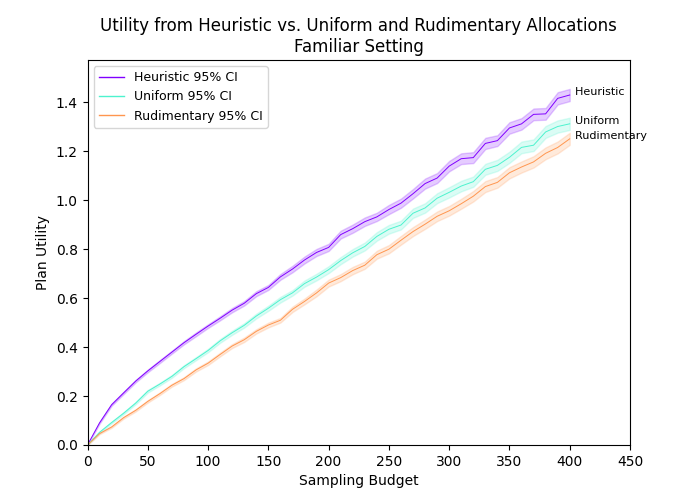 Utility from Heuristic vs. Uniform and Rudimentary Allocations
Familiar Setting
Heuristic 95% CI
Uniform 95% CI
Rudimentary 95% CI
Heuristic
Uniform
Rudimentary
Plan Utility
1.4
1.2
1.0
0.8
0.6
0.4
0.2
0.0
0 50 100 150 200 250 300 350 400 450
Sampling Budget